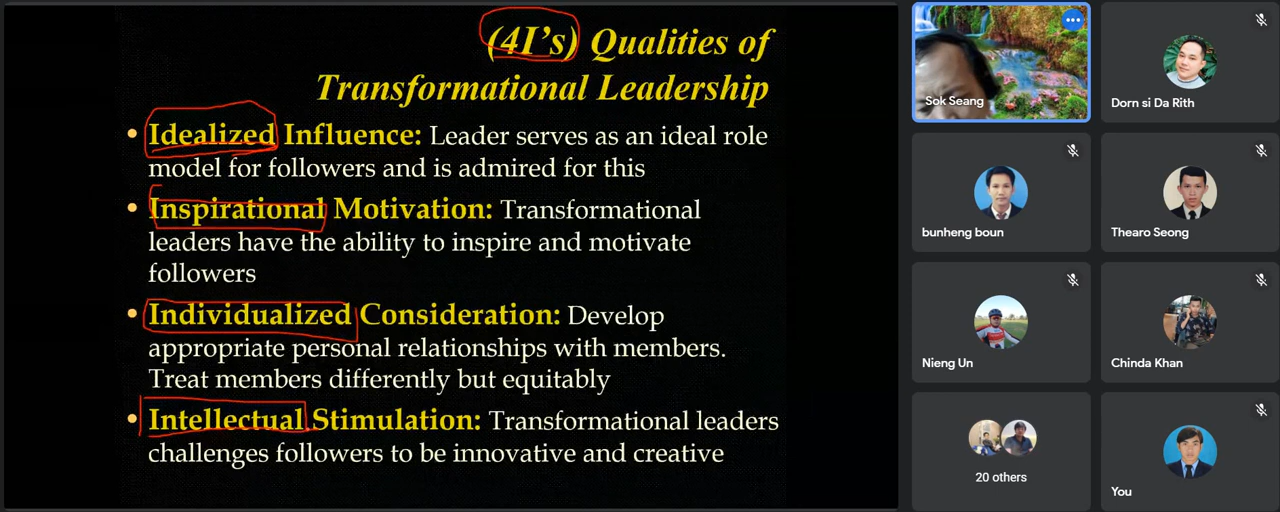 (4I's) Qualities of
Transformational Leadership
• Idealized Influence: Leader serves as an ideal role
model for followers and is admired for this
• Inspirational Motivation: Transformational
leaders have the ability to inspire and motivate
followers
• Individualized Consideration: Develop
appropriate personal relationships with members.
Treat members differently but equitably
• Intellectual Stimulation: Transformational leaders
challenges followers to be innovative and creative
Sok Seang
Dorn si Da Rith
bunheng boun
Thearo Seong
Nieng Un
Chinda Khan
20 others
You